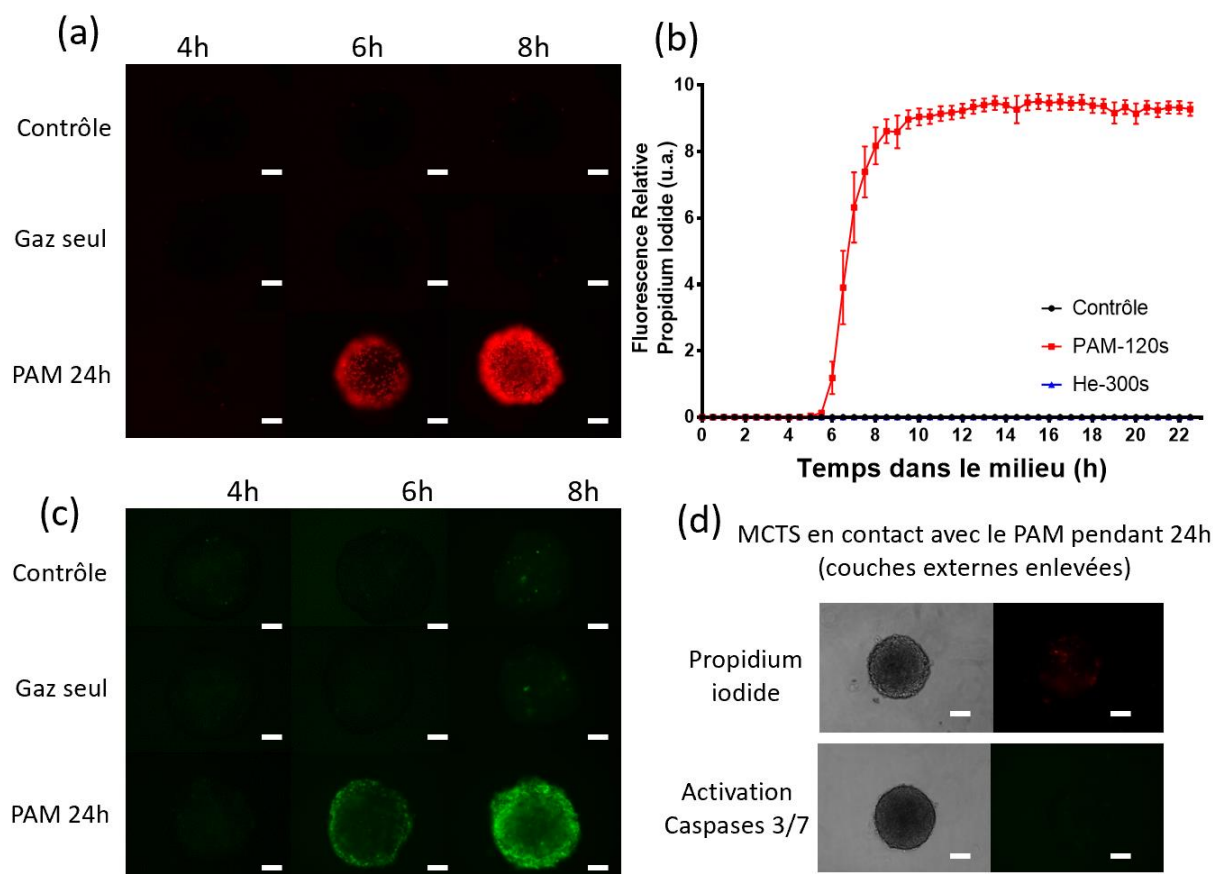 (a)
4h 6h 8h
Contrôle
Gaz seul
PAM 24h
(b)
Fluorescence Relative
Propidium Iodide (u.a.)
10
8
6
4
2
0
0 2 4 6 8 10 12 14 16 18 20 22
Temps dans le milieu (h)
Contrôle
PAM-120s
He-300s
(c)
4h 6h 8h
Contrôle
Gaz seul
PAM 24h
(d)
MCTS en contact avec le PAM pendant 24h
(couches externes enlevées)
Propidium
iodide
Activation
Caspases 3/7